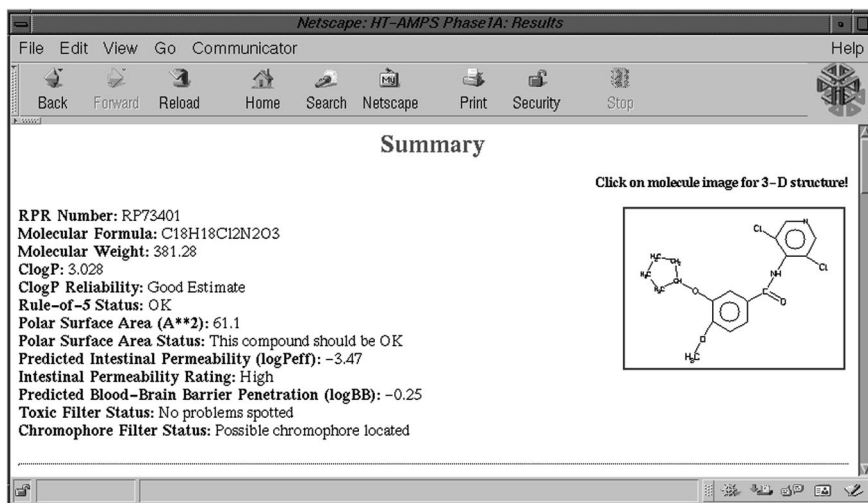 Netscape: HT-AMPS Phase1A: Results
File Edit View Go Communicator Help
Back Forward Reload Home Search Netscape Print Security Stop
My
Summary
Click on molecule image for 3-D structure!
RPR Number: RP73401
Molecular Formula: C18H18Cl2N2O3
Molecular Weight: 381.28
ClogP: 3.028
ClogP Reliability: Good Estimate
Rule-of-5 Status: OK
Polar Surface Area (A**2): 61.1
Polar Surface Area Status: This compound should be OK
Predicted Intestinal Permeability (logPeff): -3.47
Intestinal Permeability Rating: High
Predicted Blood-Brain Barrier Penetration (logBB): -0.25
Toxic Filter Status: No problems spotted
Chromophore Filter Status: Possible chromophore located
Cl
N
Cl
NH
C
O
O
CH
O
H₃C